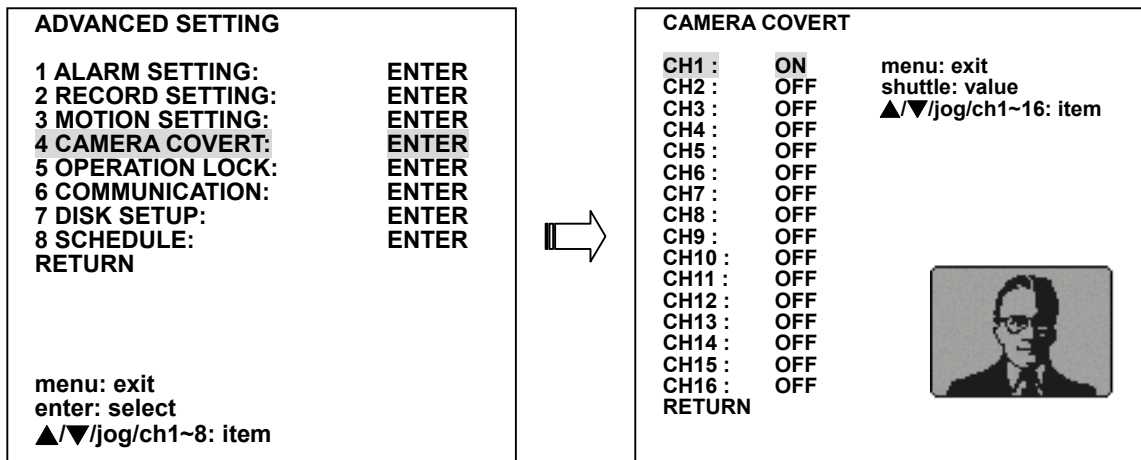 ADVANCED SETTING
1 ALARM SETTING: ENTER
2 RECORD SETTING: ENTER
3 MOTION SETTING: ENTER
4 CAMERA COVERT: ENTER
5 OPERATION LOCK: ENTER
6 COMMUNICATION: ENTER
7 DISK SETUP: ENTER
8 SCHEDULE: ENTER
RETURN
menu: exit
enter: select
▲/▼/jog/ch1~8: item
CAMERA COVERT
CH1 : ON
CH2 : OFF
CH3 : OFF
CH4 : OFF
CH5 : OFF
CH6 : OFF
CH7 : OFF
CH8 : OFF
CH9 : OFF
CH10 : OFF
CH11 : OFF
CH12 : OFF
CH13 : OFF
CH14 : OFF
CH15 : OFF
CH16 : OFF
RETURN
menu: exit
shuttle: value
▲/▼/jog/ch1~16: item